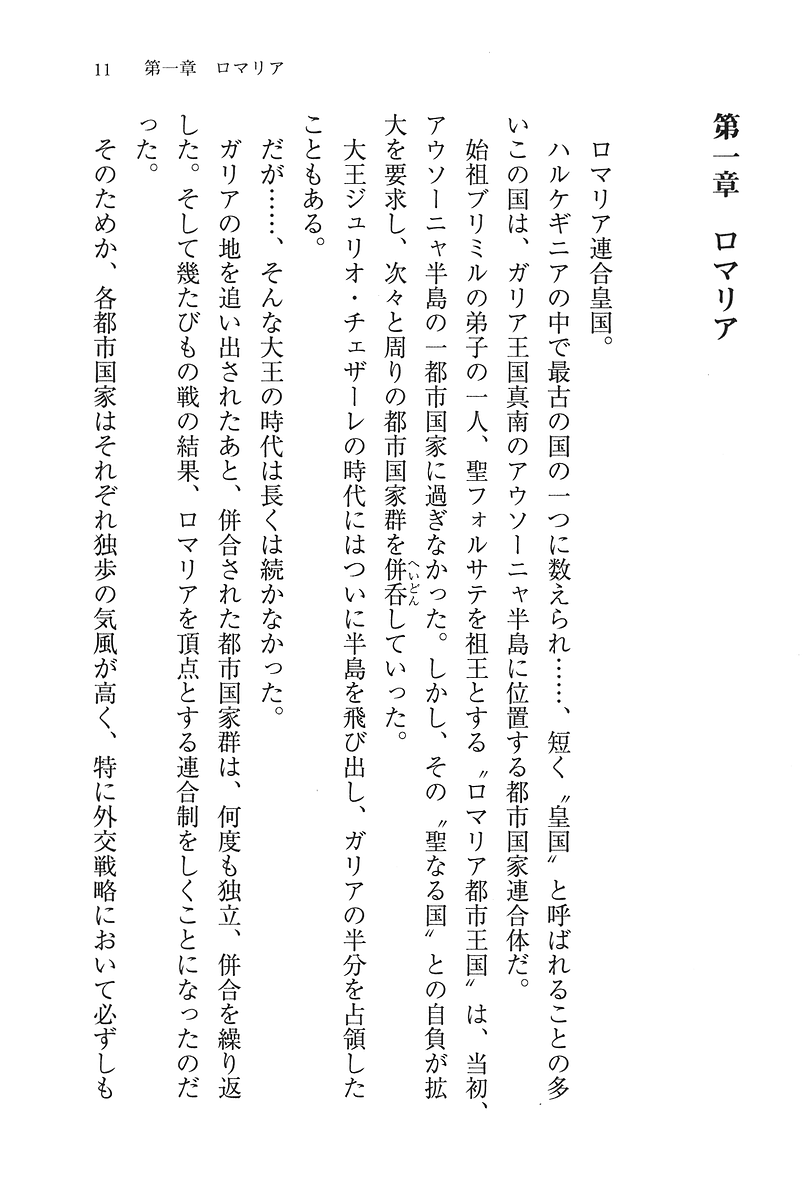 11　第一章　ロマリア
第一章　ロマリア
ロマリア連合皇国。
ハルケギニアの中で最古の国の一つに数えられ……、短く〝皇国〟と呼ばれることの多
いこの国は、ガリア王国真南のアウソーニャ半島に位置する都市国家連合体だ。
始祖ブリミルの弟子の一人、聖フォルサテを祖王とする〝ロマリア都市王国〟は、当初、
アウソーニャ半島の一都市国家に過ぎなかった。しかし、その〝聖なる国〟との自負が拡
大を要求し、次々と周りの都市国家群を併呑（へいどん）していった。
大王ジュリオ・チェザーレの時代にはついに半島を飛び出し、ガリアの半分を占領した
こともある。
だが……、そんな大王の時代は長くは続かなかった。
ガリアの地を追い出されたあと、併合された都市国家群は、何度も独立、併合を繰り返
した。そして幾たびもの戦の結果、ロマリアを頂点とする連合制をしくことになったのだ
った。
そのためか、各都市国家はそれぞれ独歩の気風が高く、特に外交戦略において必ずしも